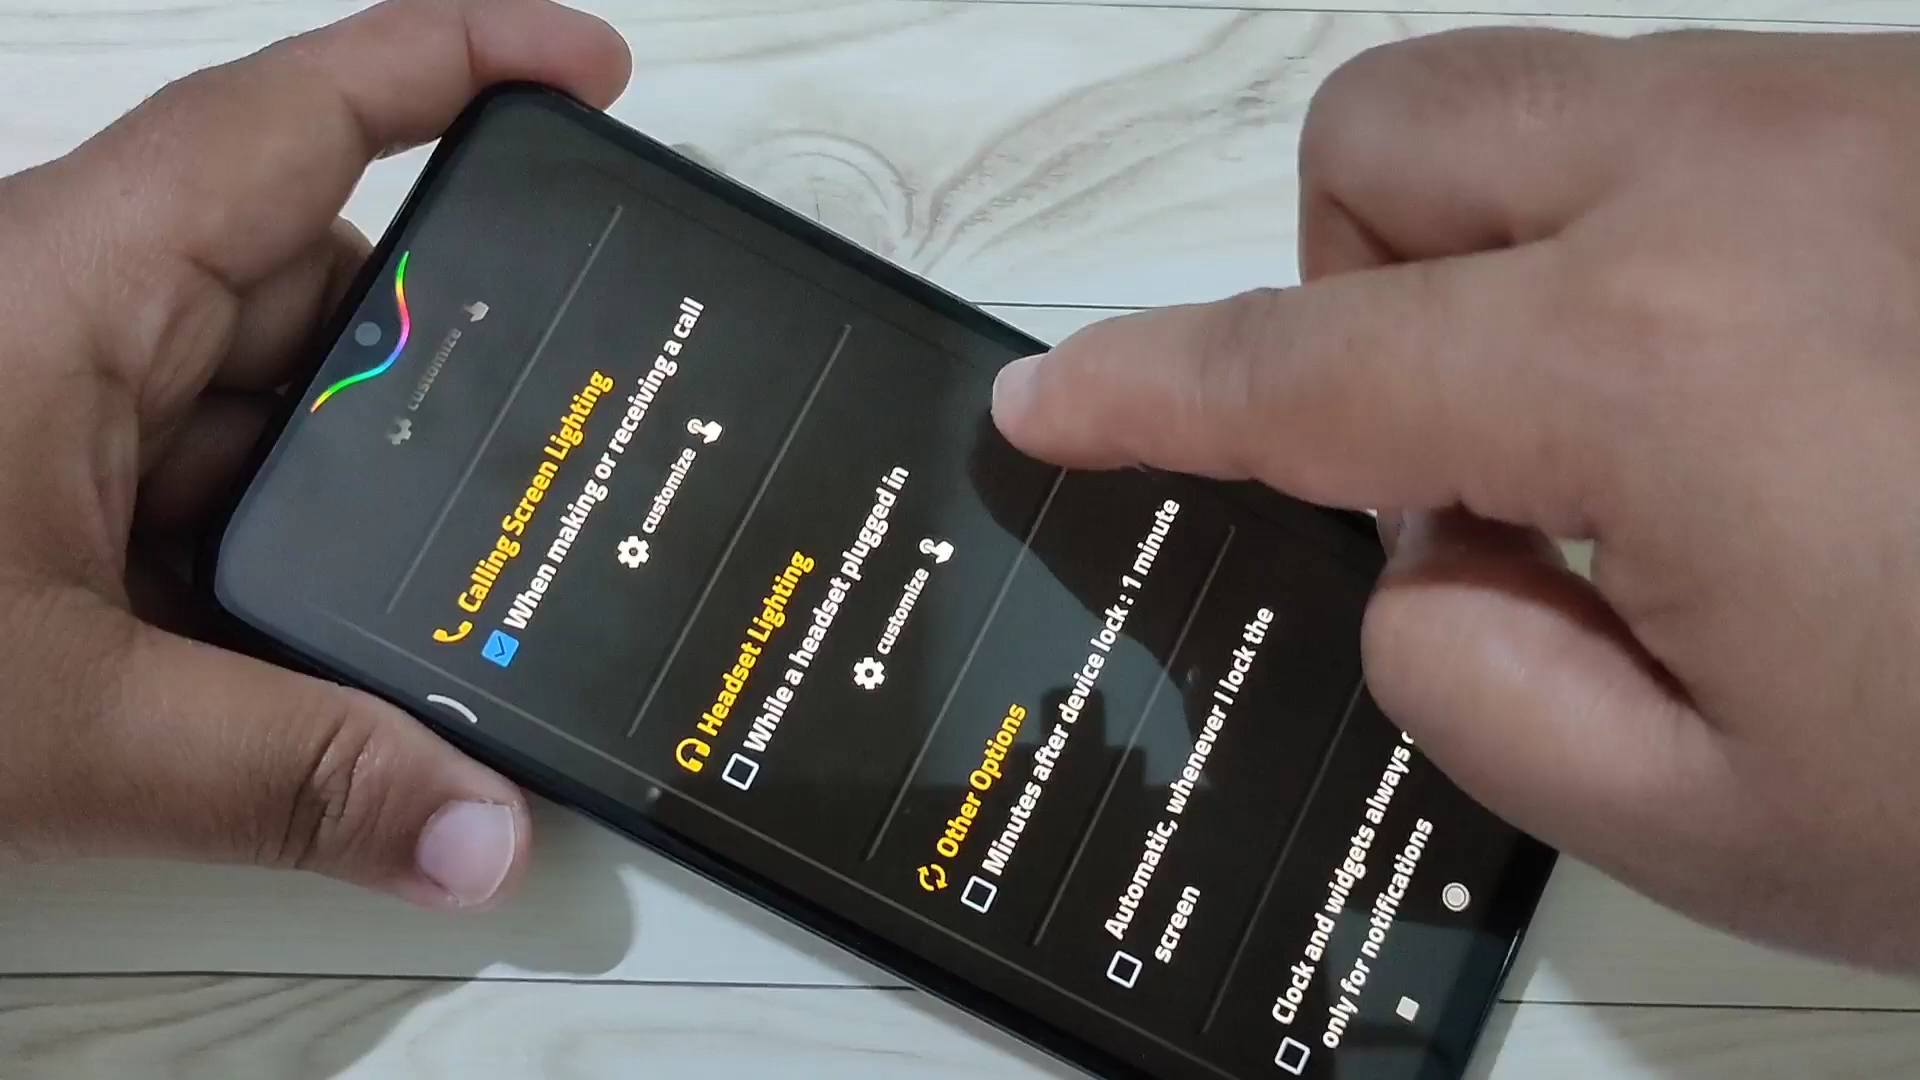 customize
Calling Screen Lighting
When making or receiving a call
customize
Headset Lighting
While a headset plugged in
customize
Other Options
Minutes after device lock : 1 minute
Automatic, whenever I lock the
screen
Clock and widgets always
only for notifications